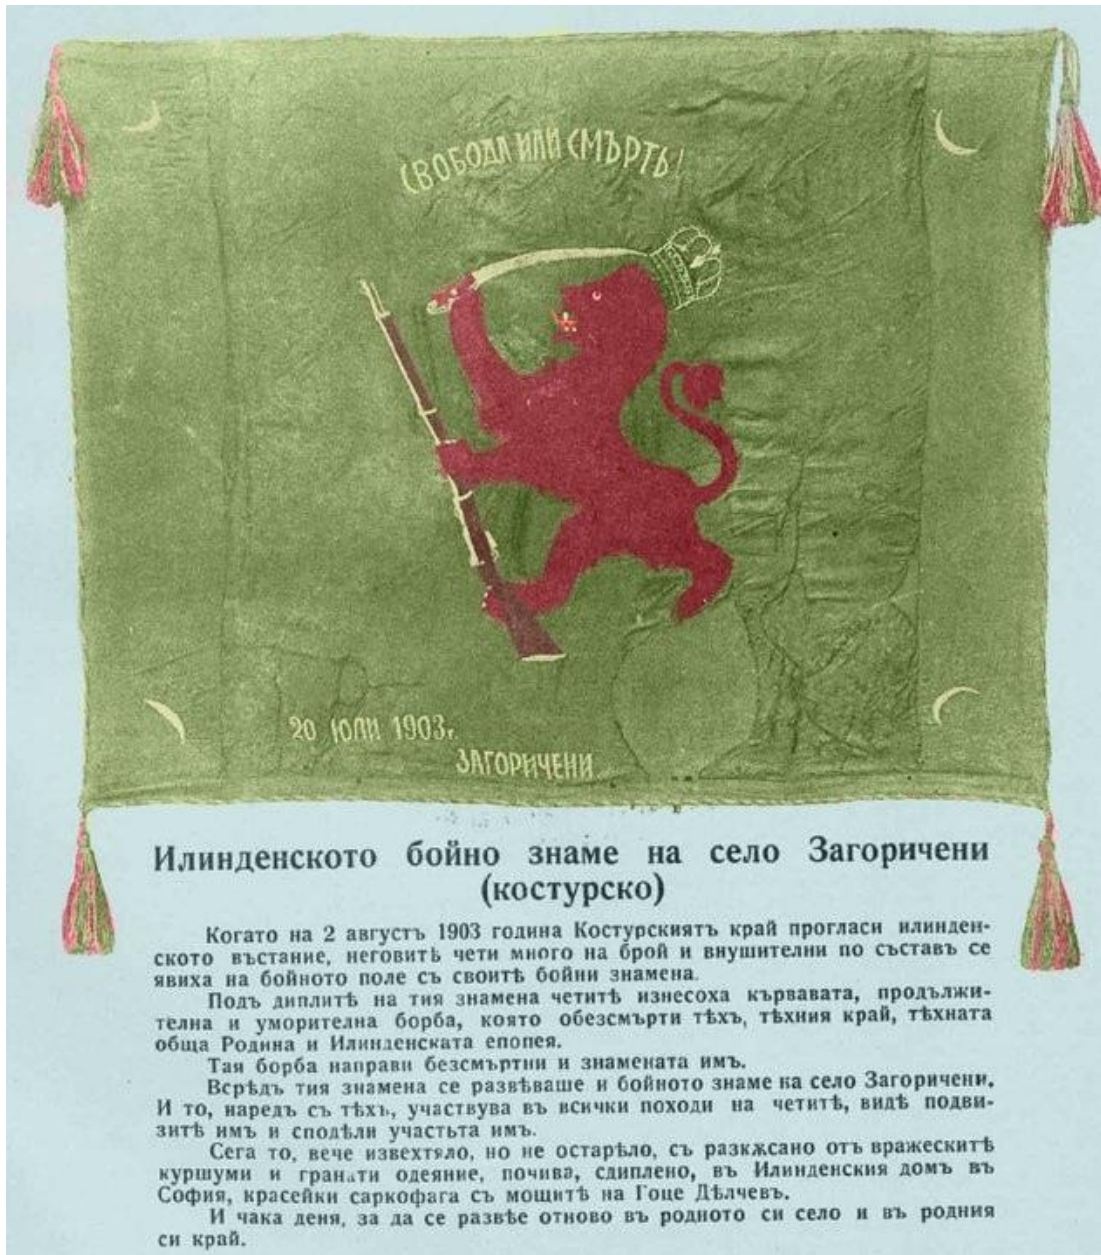 СВОБОДА ИЛИ СМЪРТЬ!
20 ЮЛИ 1903.
ЗАГОРИЧЕНИ
Илинденското бойно знаме на село Загоричени
(костурско)
Когато на 2 августъ 1903 година Костурскиятъ край прогласи илинден-
ското въстание, неговитѣ чети много на брой и внушителни по съставъ се
явиха на бойното поле съ своитѣ бойни знамена.
Подъ диплитѣ на тия знамена четитѣ изнесоха кървавата, продължи-
телна и уморителна борба, която обезсмърти тѣхъ, тѣхния край, тѣхната
обща Родина и Илинденската епопея.
Тая борба направи безсмъртни и знамената имъ.
Всрѣдъ тия знамена се развѣваше и бойното знаме на село Загоричени.
И то, наредъ съ тѣхъ, участвува въ всички походи на четитѣ, видѣ подви-
зитѣ имъ и сподѣли участьта имъ.
Сега то, вече извехтяло, но не остарѣло, съ разкѫсано отъ вражескитѣ
куршуми и гранати одеяние, почива, сдиплено, въ Илинденския домъ въ
София, красейки саркофага съ мощитѣ на Гоце Дѣлчевъ.
И чака деня, за да се развѣе отново въ родното си село и въ родния
си край.